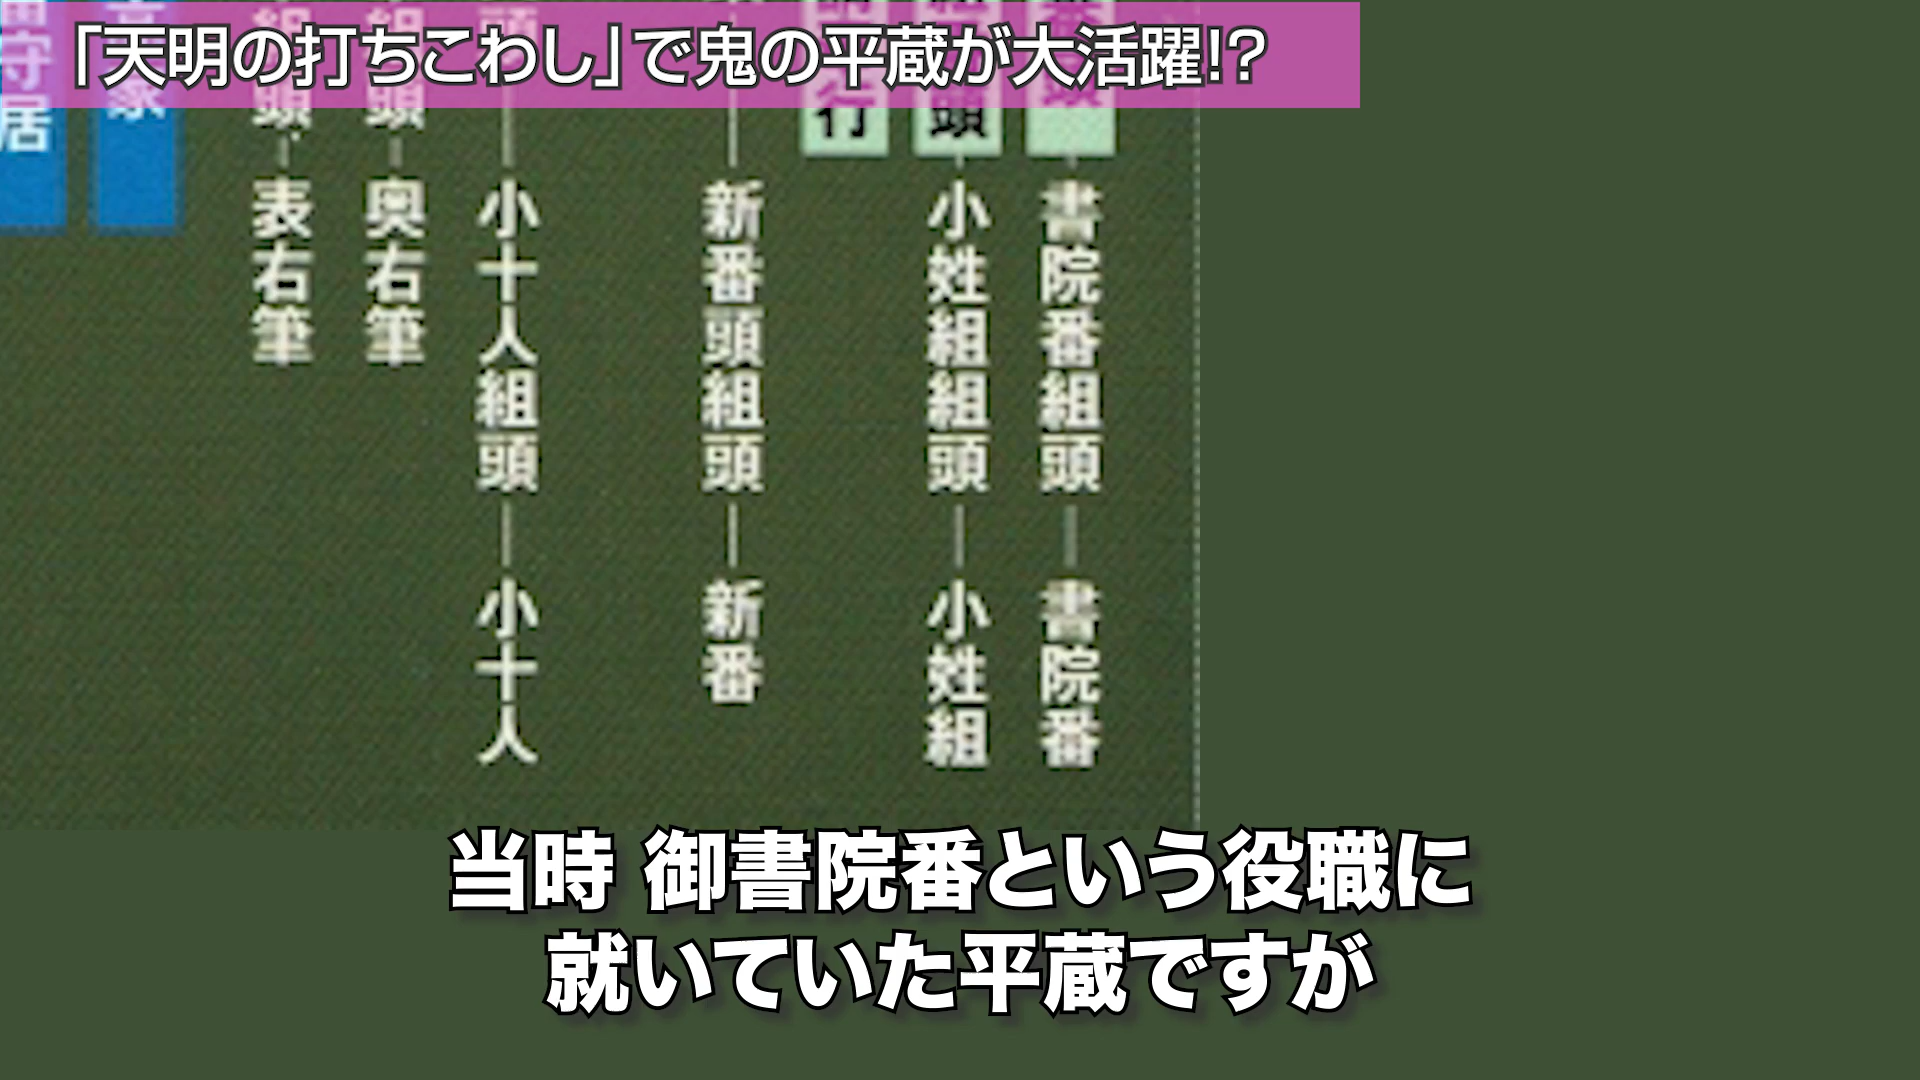 「天明の打ちこわし」で鬼の平蔵が大活躍!?
書院番組頭
書院番
頭
小姓組組頭
小姓組
行
新番頭組頭
新番
小十人組頭
小十人
奥右筆
表右筆
守居
当時 御書院番という役職に
就いていた平蔵ですが